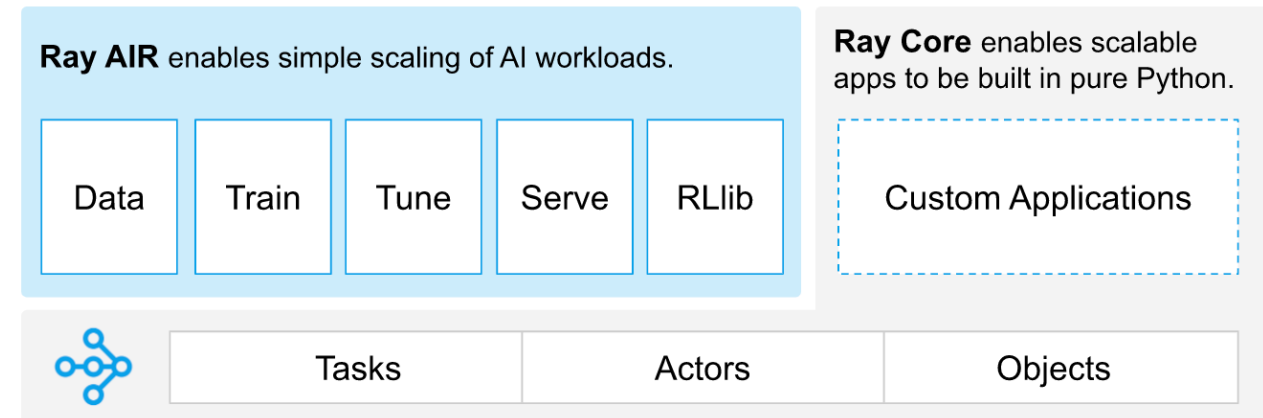 Ray AIR enables simple scaling of AI workloads.
Ray Core enables scalable
apps to be built in pure Python.
Data
Train
Tune
Serve
RLlib
Custom Applications
Tasks
Actors
Objects